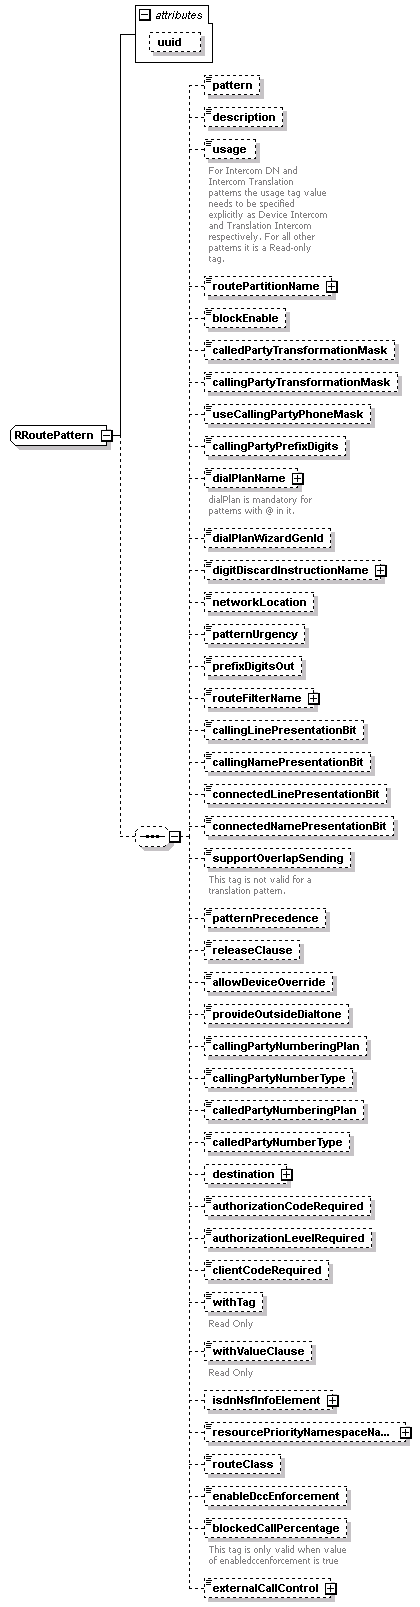 attributes
uuid
pattern
description
usage
For Intercom DN and
Intercom Translation
patterns the usage tag value
needs to be specified
explicitly as Device Intercom
and Translation Intercom
respectively. For all other
patterns it is a Read-only
tag.
routePartitionName
blockEnable
calledPartyTransformationMask
callingPartyTransformationMask
useCallingPartyPhoneMask
callingPartyPrefixDigits
RRoutePattern
dialPlanName
dialPlan is mandatory for
patterns with @ in it.
dialPlanWizardGenId
digitDiscardInstructionName
networkLocation
patternUrgency
prefixDigitsOut
routeFilterName
callingLinePresentationBit
callingNamePresentationBit
connectedLinePresentationBit
connectedNamePresentationBit
supportOverlapSending
This tag is not valid for a
translation pattern.
patternPrecedence
releaseClause
allowDeviceOverride
provideOutsideDialtone
callingPartyNumberingPlan
callingPartyNumberType
calledPartyNumberingPlan
calledPartyNumberType
destination
authorizationCodeRequired
authorizationLevelRequired
clientCodeRequired
withTag
Read Only
withValueClause
Read Only
isdnNsfInfoElement
resourcePriorityNamespaceNa...
routeClass
enableDccEnforcement
blockedCallPercentage
This tag is only valid when value
of enabledccenforcement is true
externalCallControl